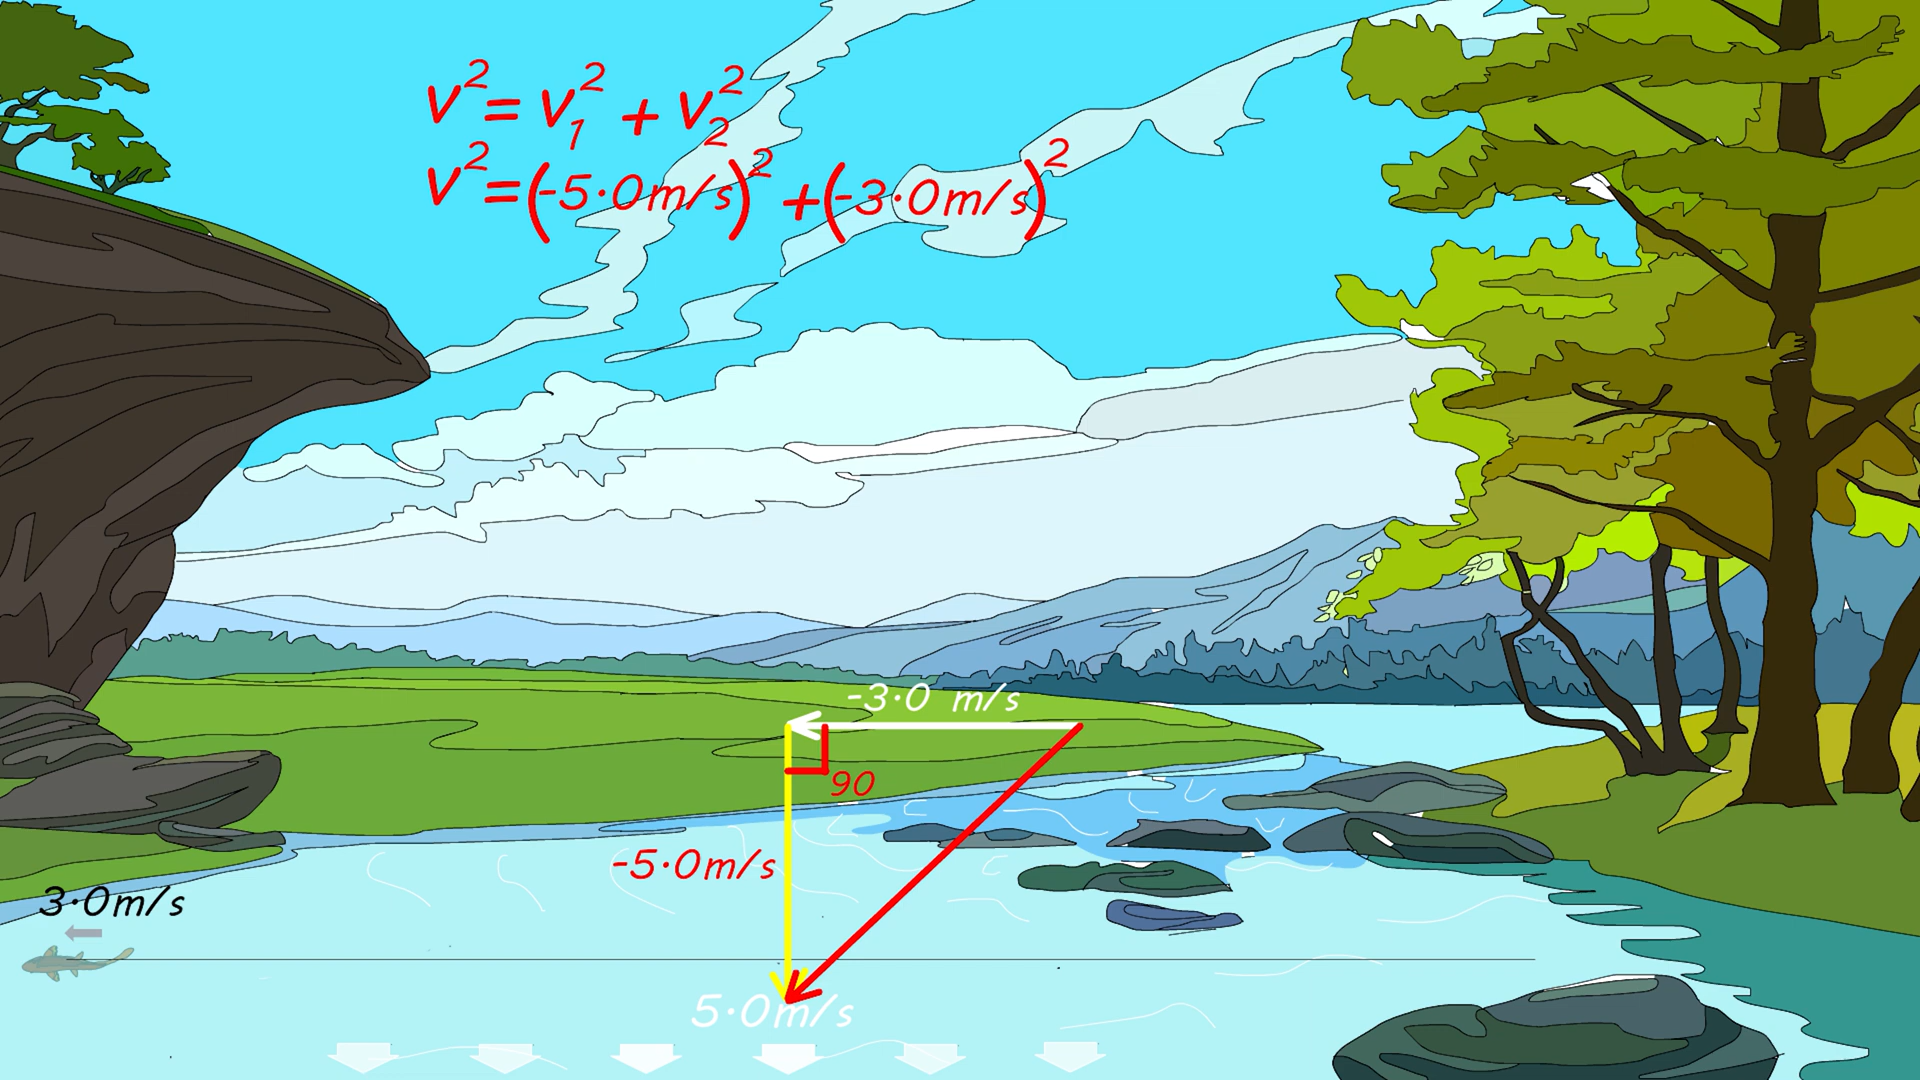 v² = v₁² + v₂²
v² = (-5·0m/s)² + (-3·0m/s)²
-3·0 m/s
90
-5·0m/s
3·0m/s
5·0m/s